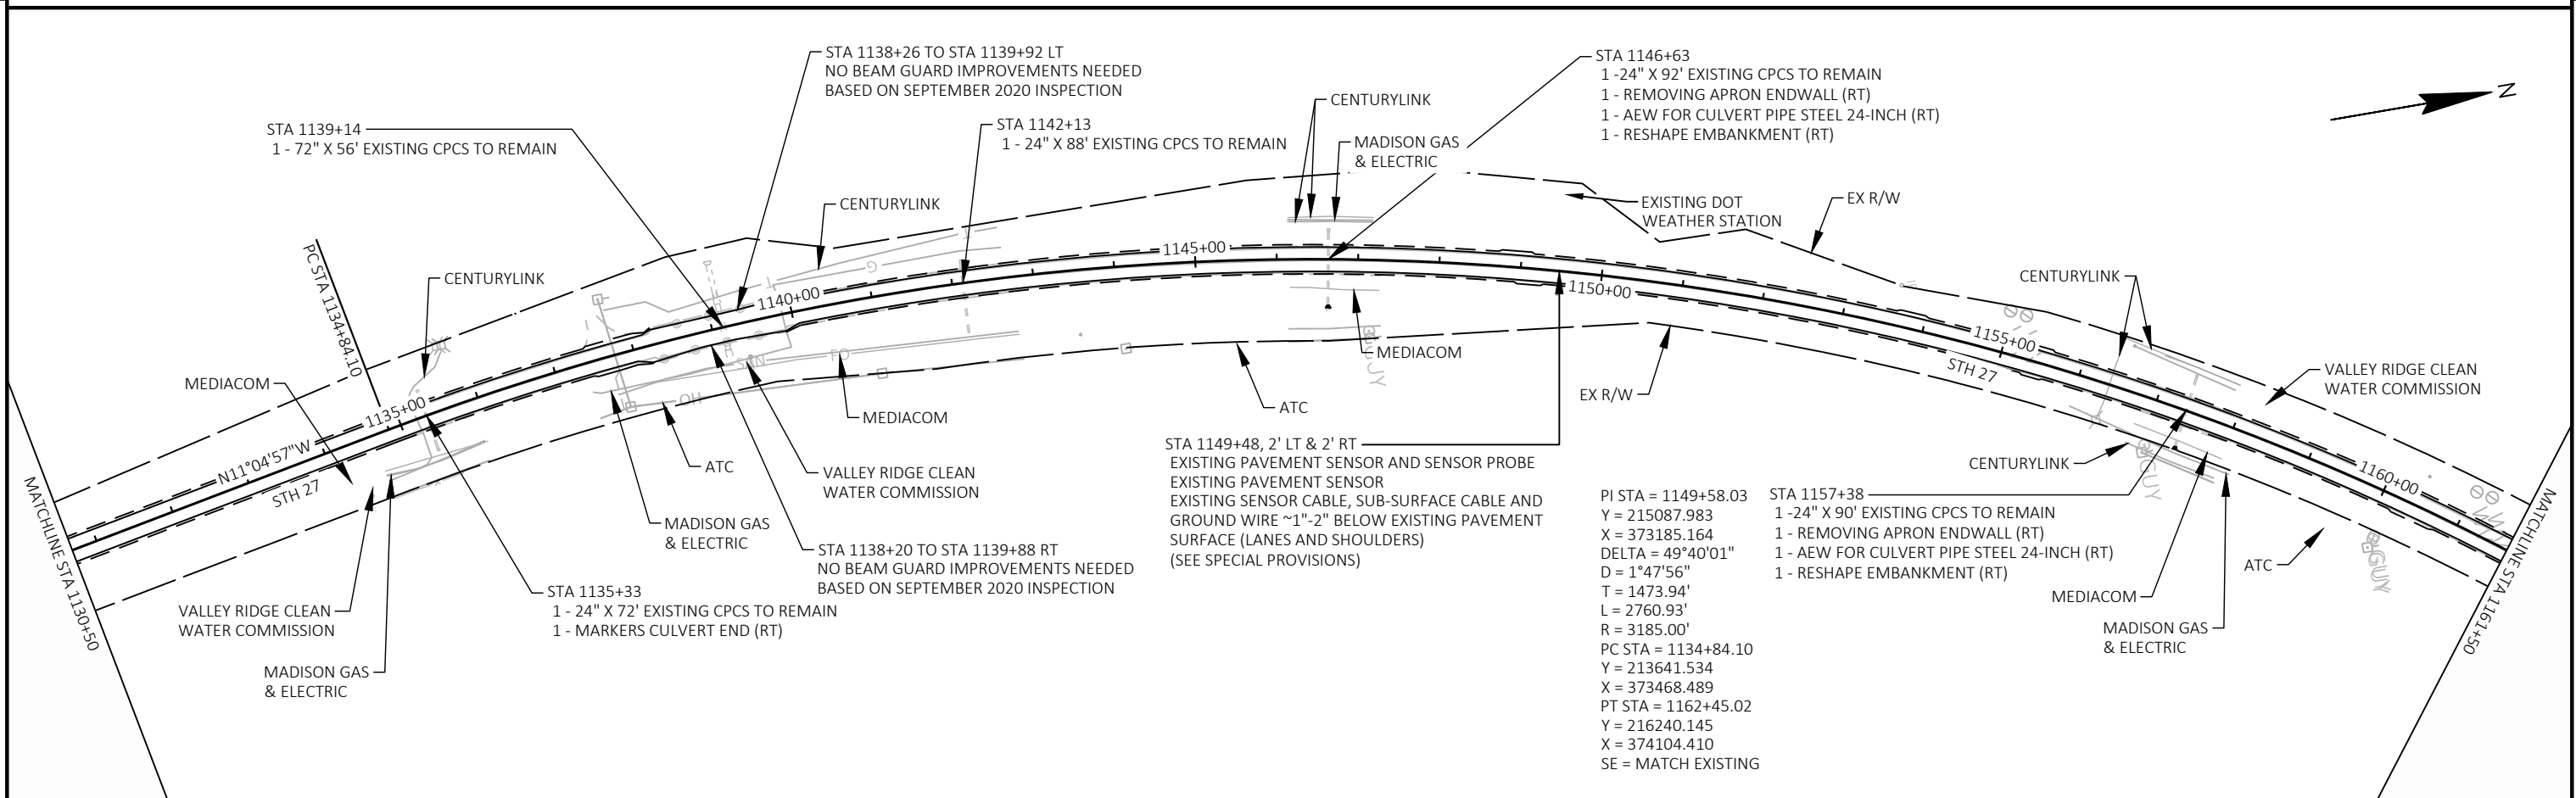 STA 1138+26 TO STA 1139+92 LT
NO BEAM GUARD IMPROVEMENTS NEEDED
BASED ON SEPTEMBER 2020 INSPECTION
STA 1146+63
1 -24" X 92' EXISTING CPCS TO REMAIN
1 - REMOVING APRON ENDWALL (RT)
1 - AEW FOR CULVERT PIPE STEEL 24-INCH (RT)
1 - RESHAPE EMBANKMENT (RT)
N
CENTURYLINK
STA 1139+14
1 - 72" X 56' EXISTING CPCS TO REMAIN
STA 1142+13
1 - 24" X 88' EXISTING CPCS TO REMAIN
MADISON GAS
& ELECTRIC
CENTURYLINK
EXISTING DOT
WEATHER STATION
EX R/W
PC STA 1134+84.10
CENTURYLINK
G
1145+00
1140+00
1150+00
CENTURYLINK
1155+00
MEDIACOM
MEDIACOM
GUY
STH 27
VALLEY RIDGE CLEAN
WATER COMMISSION
1135+00
N11°04'57"W
STH 27
SAN
FO
OH
MEDIACOM
ATC
EX R/W
ATC
VALLEY RIDGE CLEAN
WATER COMMISSION
STA 1149+48, 2' LT & 2' RT
EXISTING PAVEMENT SENSOR AND SENSOR PROBE
EXISTING PAVEMENT SENSOR
EXISTING SENSOR CABLE, SUB-SURFACE CABLE AND
GROUND WIRE ~1"-2" BELOW EXISTING PAVEMENT
SURFACE (LANES AND SHOULDERS)
(SEE SPECIAL PROVISIONS)
CENTURYLINK
GUY
1160+00
MATCHLINE STA 1130+50
MADISON GAS
& ELECTRIC
STA 1138+20 TO STA 1139+88 RT
NO BEAM GUARD IMPROVEMENTS NEEDED
BASED ON SEPTEMBER 2020 INSPECTION
STA 1135+33
1 - 24" X 72' EXISTING CPCS TO REMAIN
1 - MARKERS CULVERT END (RT)
VALLEY RIDGE CLEAN
WATER COMMISSION
MADISON GAS
& ELECTRIC
PI STA = 1149+58.03
Y = 215087.983
X = 373185.164
DELTA = 49°40'01"
D = 1°47'56"
T = 1473.94'
L = 2760.93'
R = 3185.00'
PC STA = 1134+84.10
Y = 213641.534
X = 373468.489
PT STA = 1162+45.02
Y = 216240.145
X = 374104.410
SE = MATCH EXISTING
STA 1157+38
1 -24" X 90' EXISTING CPCS TO REMAIN
1 - REMOVING APRON ENDWALL (RT)
1 - AEW FOR CULVERT PIPE STEEL 24-INCH (RT)
1 - RESHAPE EMBANKMENT (RT)
MEDIACOM
MADISON GAS
& ELECTRIC
ATC
GUY
MATCHLINE STA 1161+50